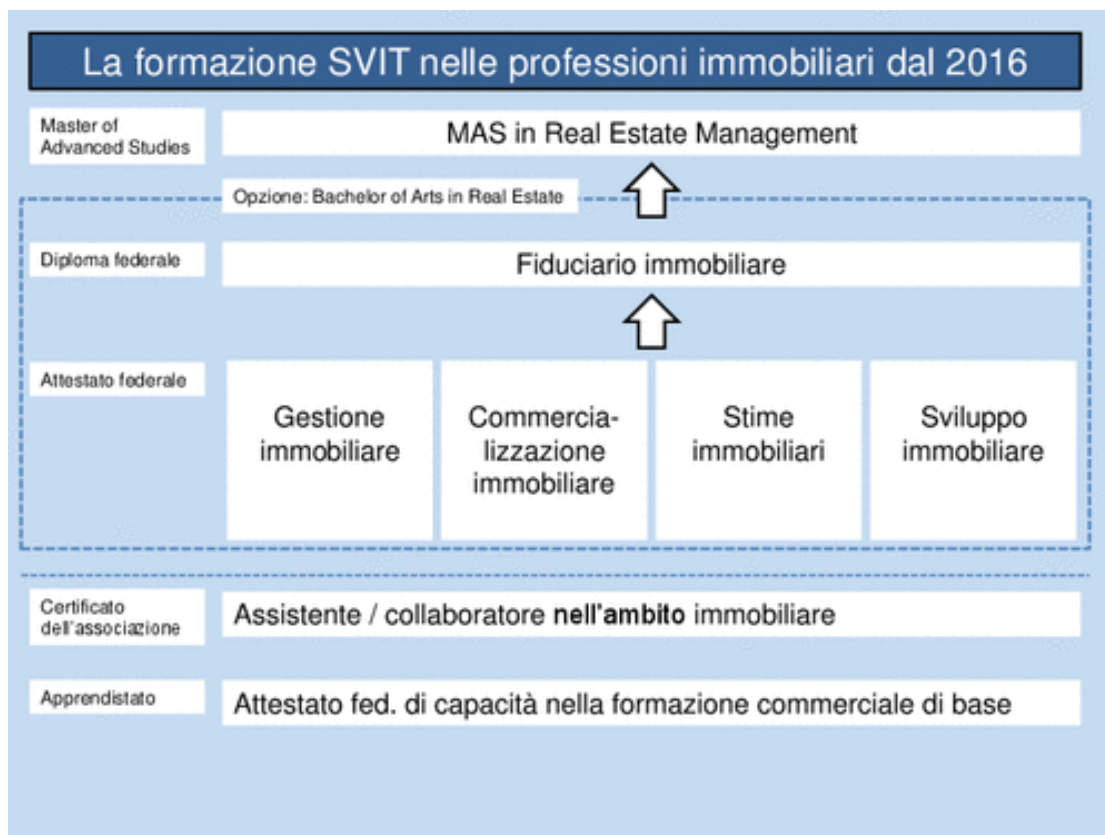 La formazione SVIT nelle professioni immobiliari dal 2016
Master of
Advanced Studies
MAS in Real Estate Management
Opzione: Bachelor of Arts in Real Estate
Diploma federale
Fiduciario immobiliare
Attestato federale
Gestione
immobiliare
Commercia-
lizzazione
immobiliare
Stime
immobiliari
Sviluppo
immobiliare
Certificato
dell'associazione
Assistente / collaboratore nell'ambito immobiliare
Apprendistato
Attestato fed. di capacità nella formazione commerciale di base